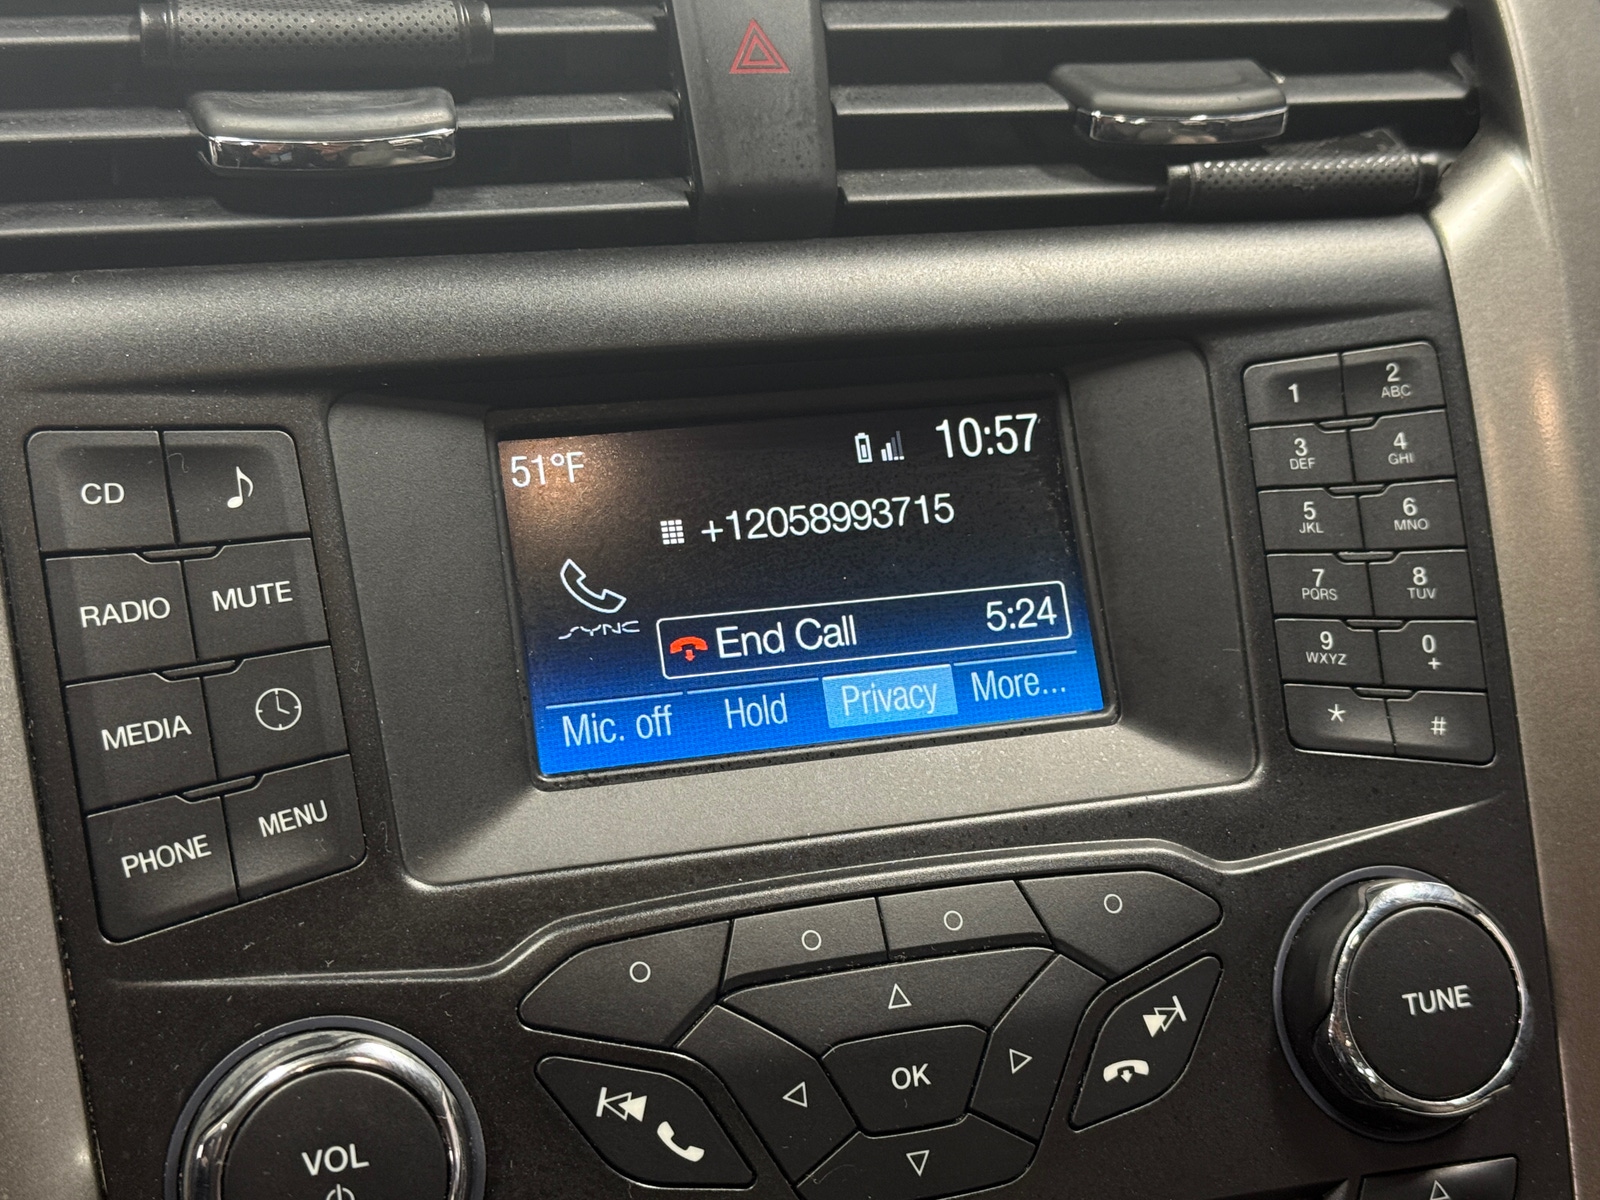 51°F 10:57
+12058993715
SYNC
End Call 5:24
Mic. off Hold Privacy More...
CD
RADIO MUTE
MEDIA
PHONE MENU
1 2 ABC
3 DEF 4 GHI
5 JKL 6 MNO
7 PQRS 8 TUV
9 WXYZ 0 +
* #
OK
VOL
TUNE